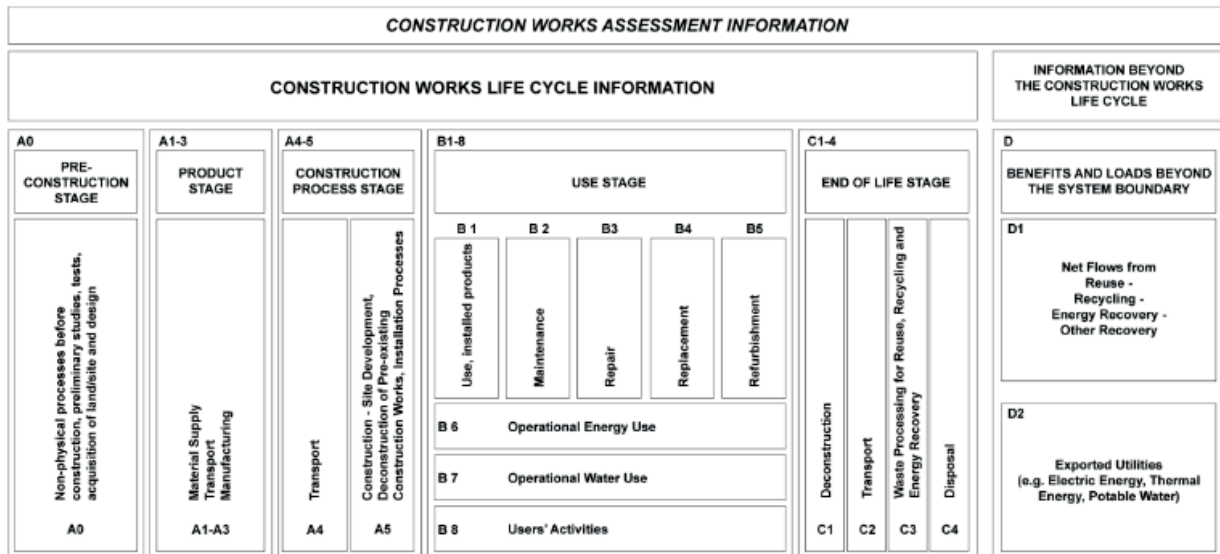 CONSTRUCTION WORKS ASSESSMENT INFORMATION
CONSTRUCTION WORKS LIFE CYCLE INFORMATION
INFORMATION BEYOND
THE CONSTRUCTION WORKS
LIFE CYCLE
A0
PRE-
CONSTRUCTION
STAGE
Non-physical processes before
construction, preliminary studies, tests,
acquisition of land/site and design
A0
A1-3
PRODUCT
STAGE
Material Supply
Transport
Manufacturing
A1-A3
A4-5
CONSTRUCTION
PROCESS STAGE
Transport
A4
Construction - Site Development,
Deconstruction of Pre-existing
Construction Works, Installation Processes
A5
B1-8
USE STAGE
B 1
Use, installed products
B 2
Maintenance
B3
Repair
B4
Replacement
B5
Refurbishment
B 6 Operational Energy Use
B 7 Operational Water Use
B 8 Users' Activities
C1-4
END OF LIFE STAGE
Deconstruction
C1
Transport
C2
Waste Processing for Reuse, Recycling and
Energy Recovery
C3
Disposal
C4
D
BENEFITS AND LOADS BEYOND
THE SYSTEM BOUNDARY
D1
Net Flows from
Reuse -
Recycling -
Energy Recovery -
Other Recovery
D2
Exported Utilities
(e.g. Electric Energy, Thermal
Energy, Potable Water)